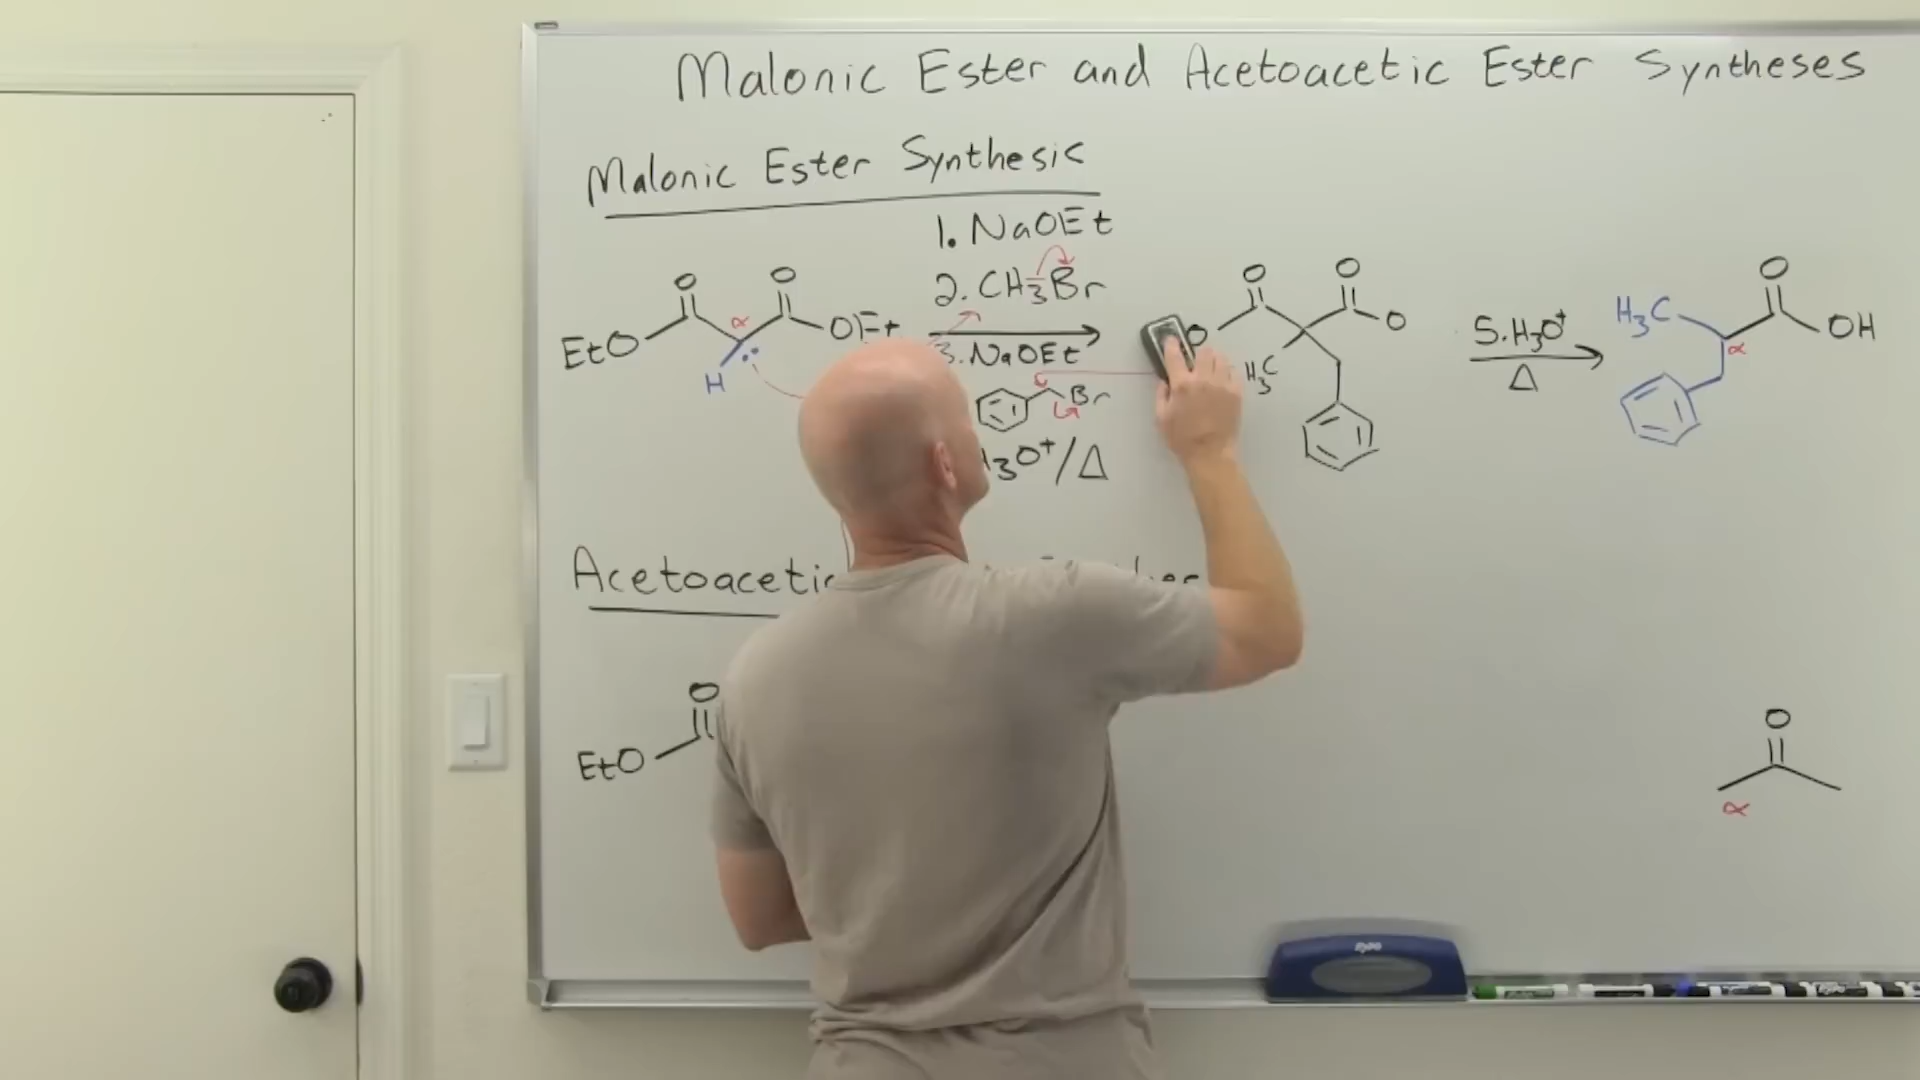 Malonic Ester and Acetoacetic Ester Syntheses
Malonic Ester Synthesis
1. NaOEt
2. CH3Br
3. NaOEt
Br
H3O+/Δ
O O
EtO α OEt
H
O O
O O
H3C
5. H3O+
Δ
O
H3C α OH
Acetoacetic
O
EtO
O
α
expo